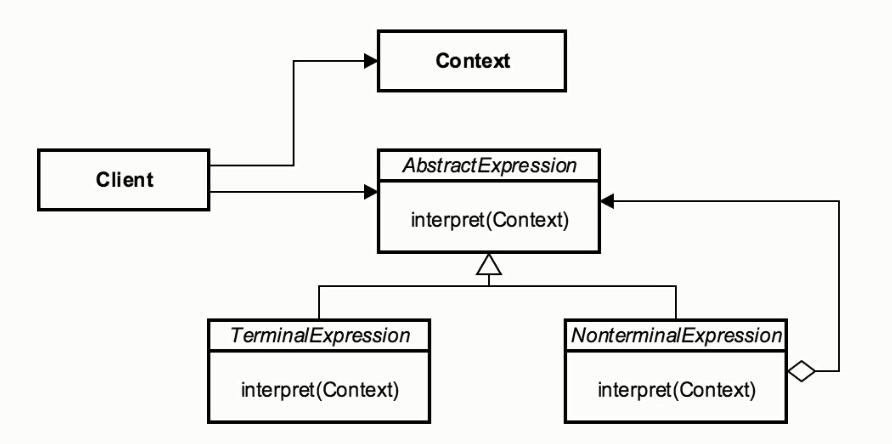 Context
Client
AbstractExpression
interpret(Context)
TerminalExpression
interpret(Context)
NonterminalExpression
interpret(Context)